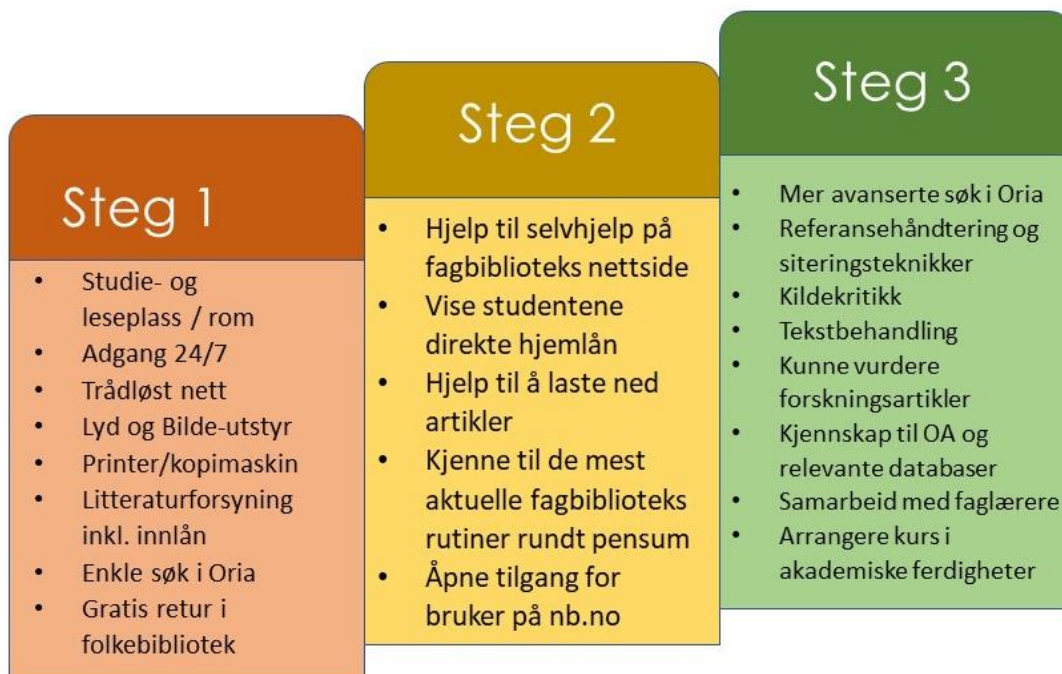 Steg 1
• Studie- og
leseplass / rom
• Adgang 24/7
• Trådløst nett
• Lyd og Bilde-utstyr
• Printer/kopimaskin
• Litteraturforsyning
inkl. innlån
• Enkle søk i Oria
• Gratis retur i
folkebibliotek
Steg 2
• Hjelp til selvhjelp på
fagbiblioteks nettside
• Vise studentene
direkte hjemlån
• Hjelp til å laste ned
artikler
• Kjenne til de mest
aktuelle fagbiblioteks
rutiner rundt pensum
• Åpne tilgang for
bruker på nb.no
Steg 3
• Mer avanserte søk i Oria
• Referansehåndtering og
siteringsteknikker
• Kildekritikk
• Tekstbehandling
• Kunne vurdere
forskningsartikler
• Kjennskap til OA og
relevante databaser
• Samarbeid med faglærere
• Arrangere kurs i
akademiske ferdigheter